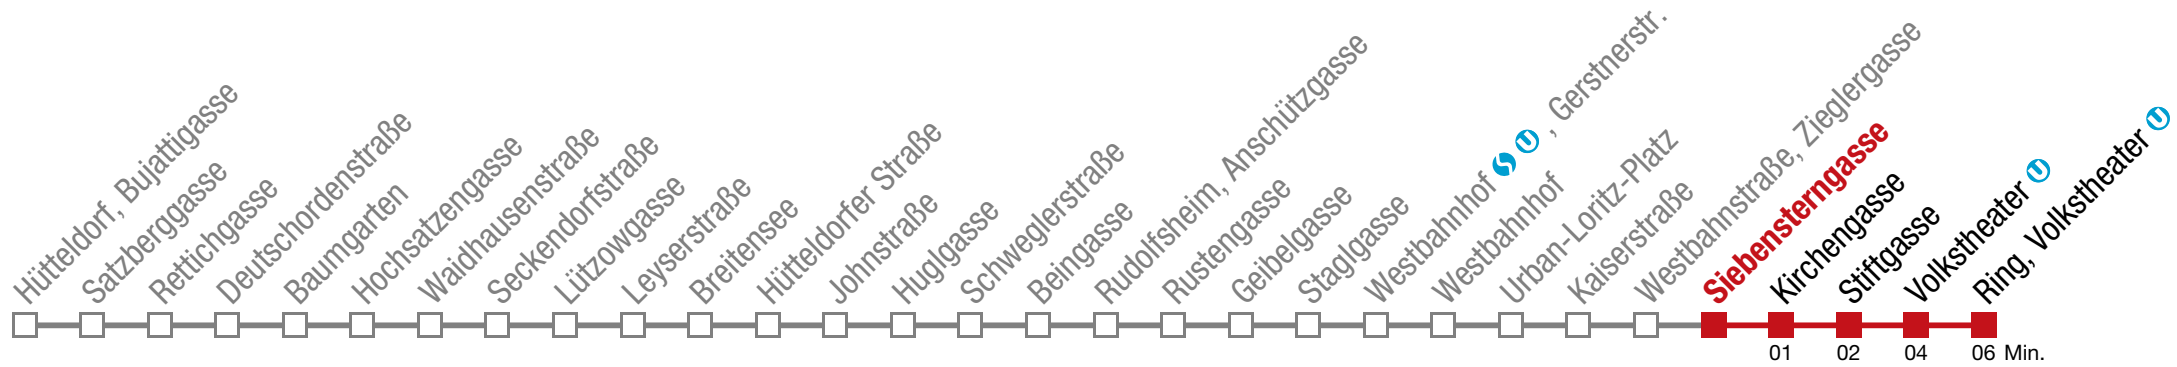 Hütteldorf, Bujattigasse
Satzberggasse
Rettichgasse
Deutschordenstraße
Baumgarten
Hochsatzengasse
Waidhausenstraße
Seckendorfstraße
Lützowgasse
Leyserstraße
Breitensee
Hütteldorfer Straße
Johnstraße
Huglgasse
Schweglerstraße
Beingasse
Rudolfsheim, Anschützgasse
Rustengasse
Geibelgasse
Staglgasse
Westbahnhof S U , Gerstnerstr.
Westbahnhof
Urban-Loritz-Platz
Kaiserstraße
Westbahnstraße, Zieglergasse
Siebensterngasse
Kirchengasse
Stiftgasse
Volkstheater U
Ring, Volkstheater U
01 02 04 06 Min.